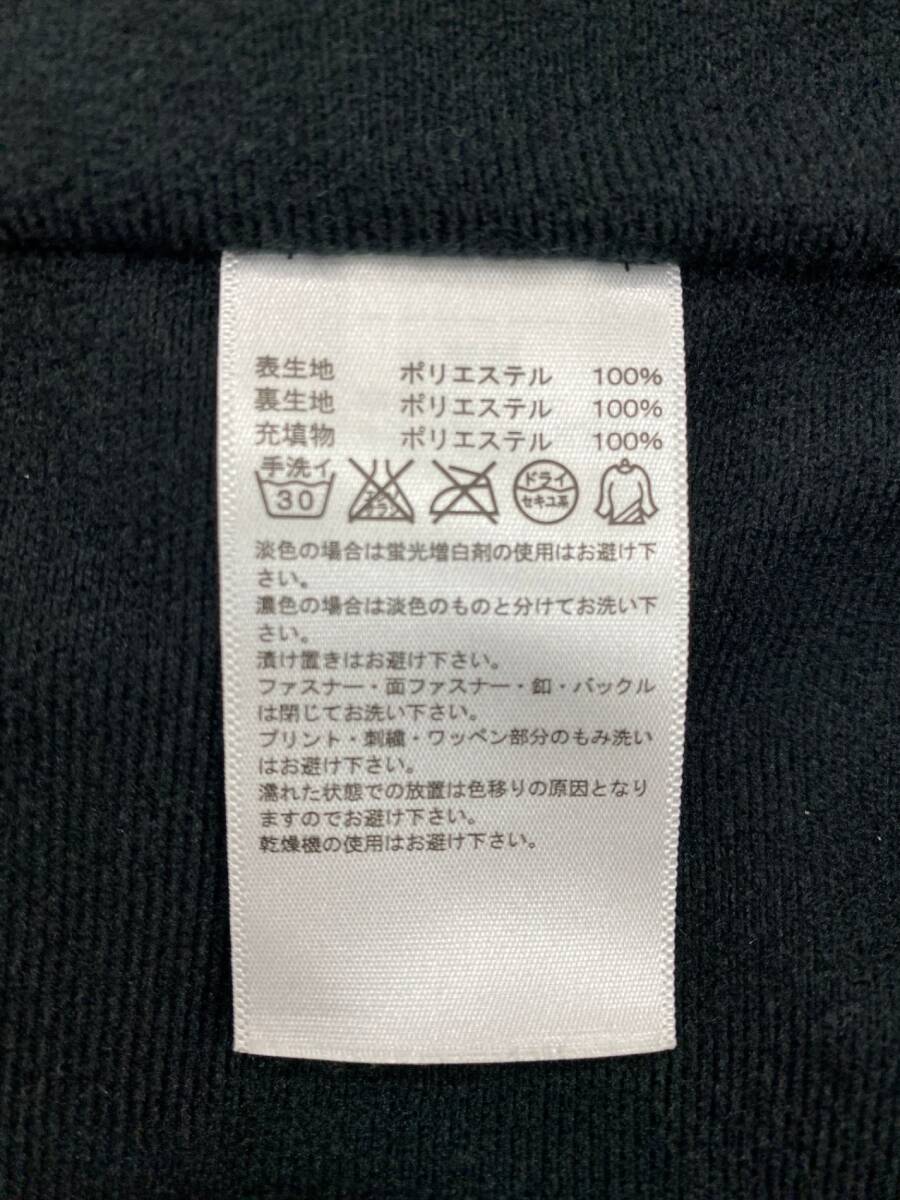 表生地 ポリエステル 100%
裏生地 ポリエステル 100%
充填物 ポリエステル 100%
手洗イ
30
エンソ
サラシ
ドライ
セキユ系
淡色の場合は蛍光増白剤の使用はお避け下
さい。
濃色の場合は淡色のものと分けてお洗い下
さい。
漬け置きはお避け下さい。
ファスナー・面ファスナー・釦・バックル
は閉じてお洗い下さい。
プリント・刺繍・ワッペン部分のもみ洗い
はお避け下さい。
濡れた状態での放置は色移りの原因となり
ますのでお避け下さい。
乾燥機の使用はお避け下さい。